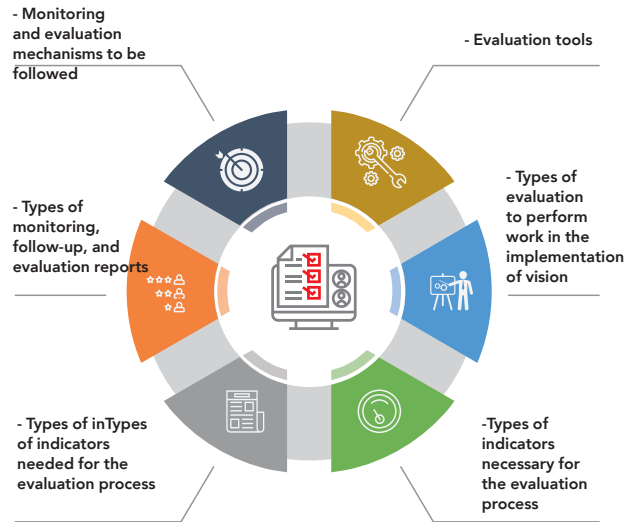 - Monitoring
and evaluation
mechanisms to be
followed
- Evaluation tools
- Types of
monitoring,
follow-up, and
evaluation reports
- Types of
evaluation
to perform
work in the
implementation
of vision
- Types of inTypes
of indicators
needed for the
evaluation process
-Types of
indicators
necessary for
the evaluation
process